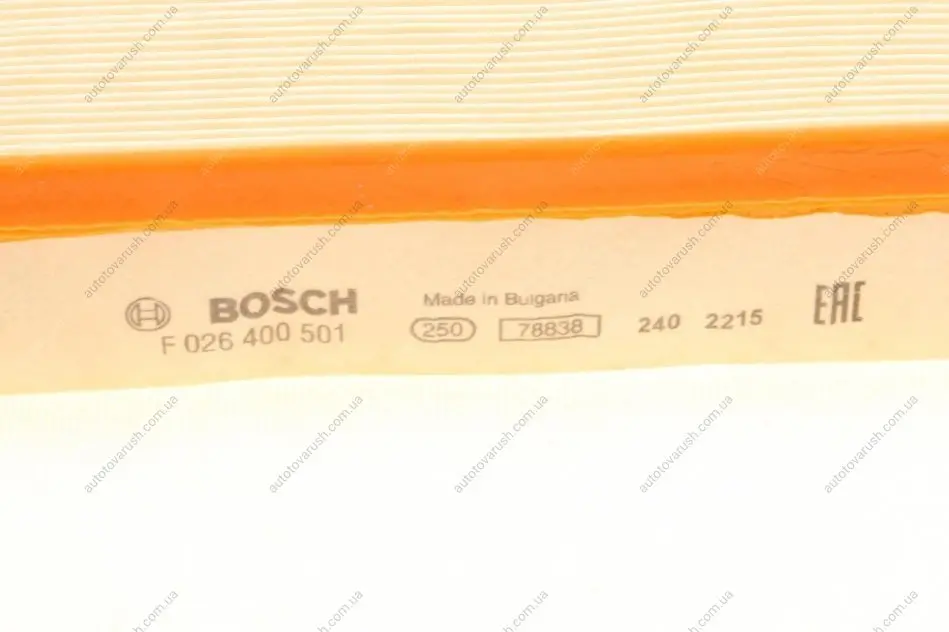 BOSCH
F 026 400 501
Made in Bulgaria
250 78838 240 2215
EAC
autotovarush.com.ua